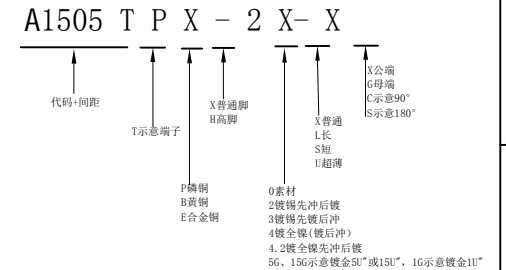 A1505 T P X - 2 X- X
代码+间距
T示意端子
P磷铜
B黄铜
E合金铜
X普通脚
H高脚
0素材
2镀锡先冲后镀
3镀锡先镀后冲
4镀全镍(镀后冲)
4.2镀全镍先冲后镀
5G、15G示意镀金5U"或15U", 1G示意镀金1U"
X普通
L长
S短
U超薄
X公端
G母端
C示意90°
S示意180°